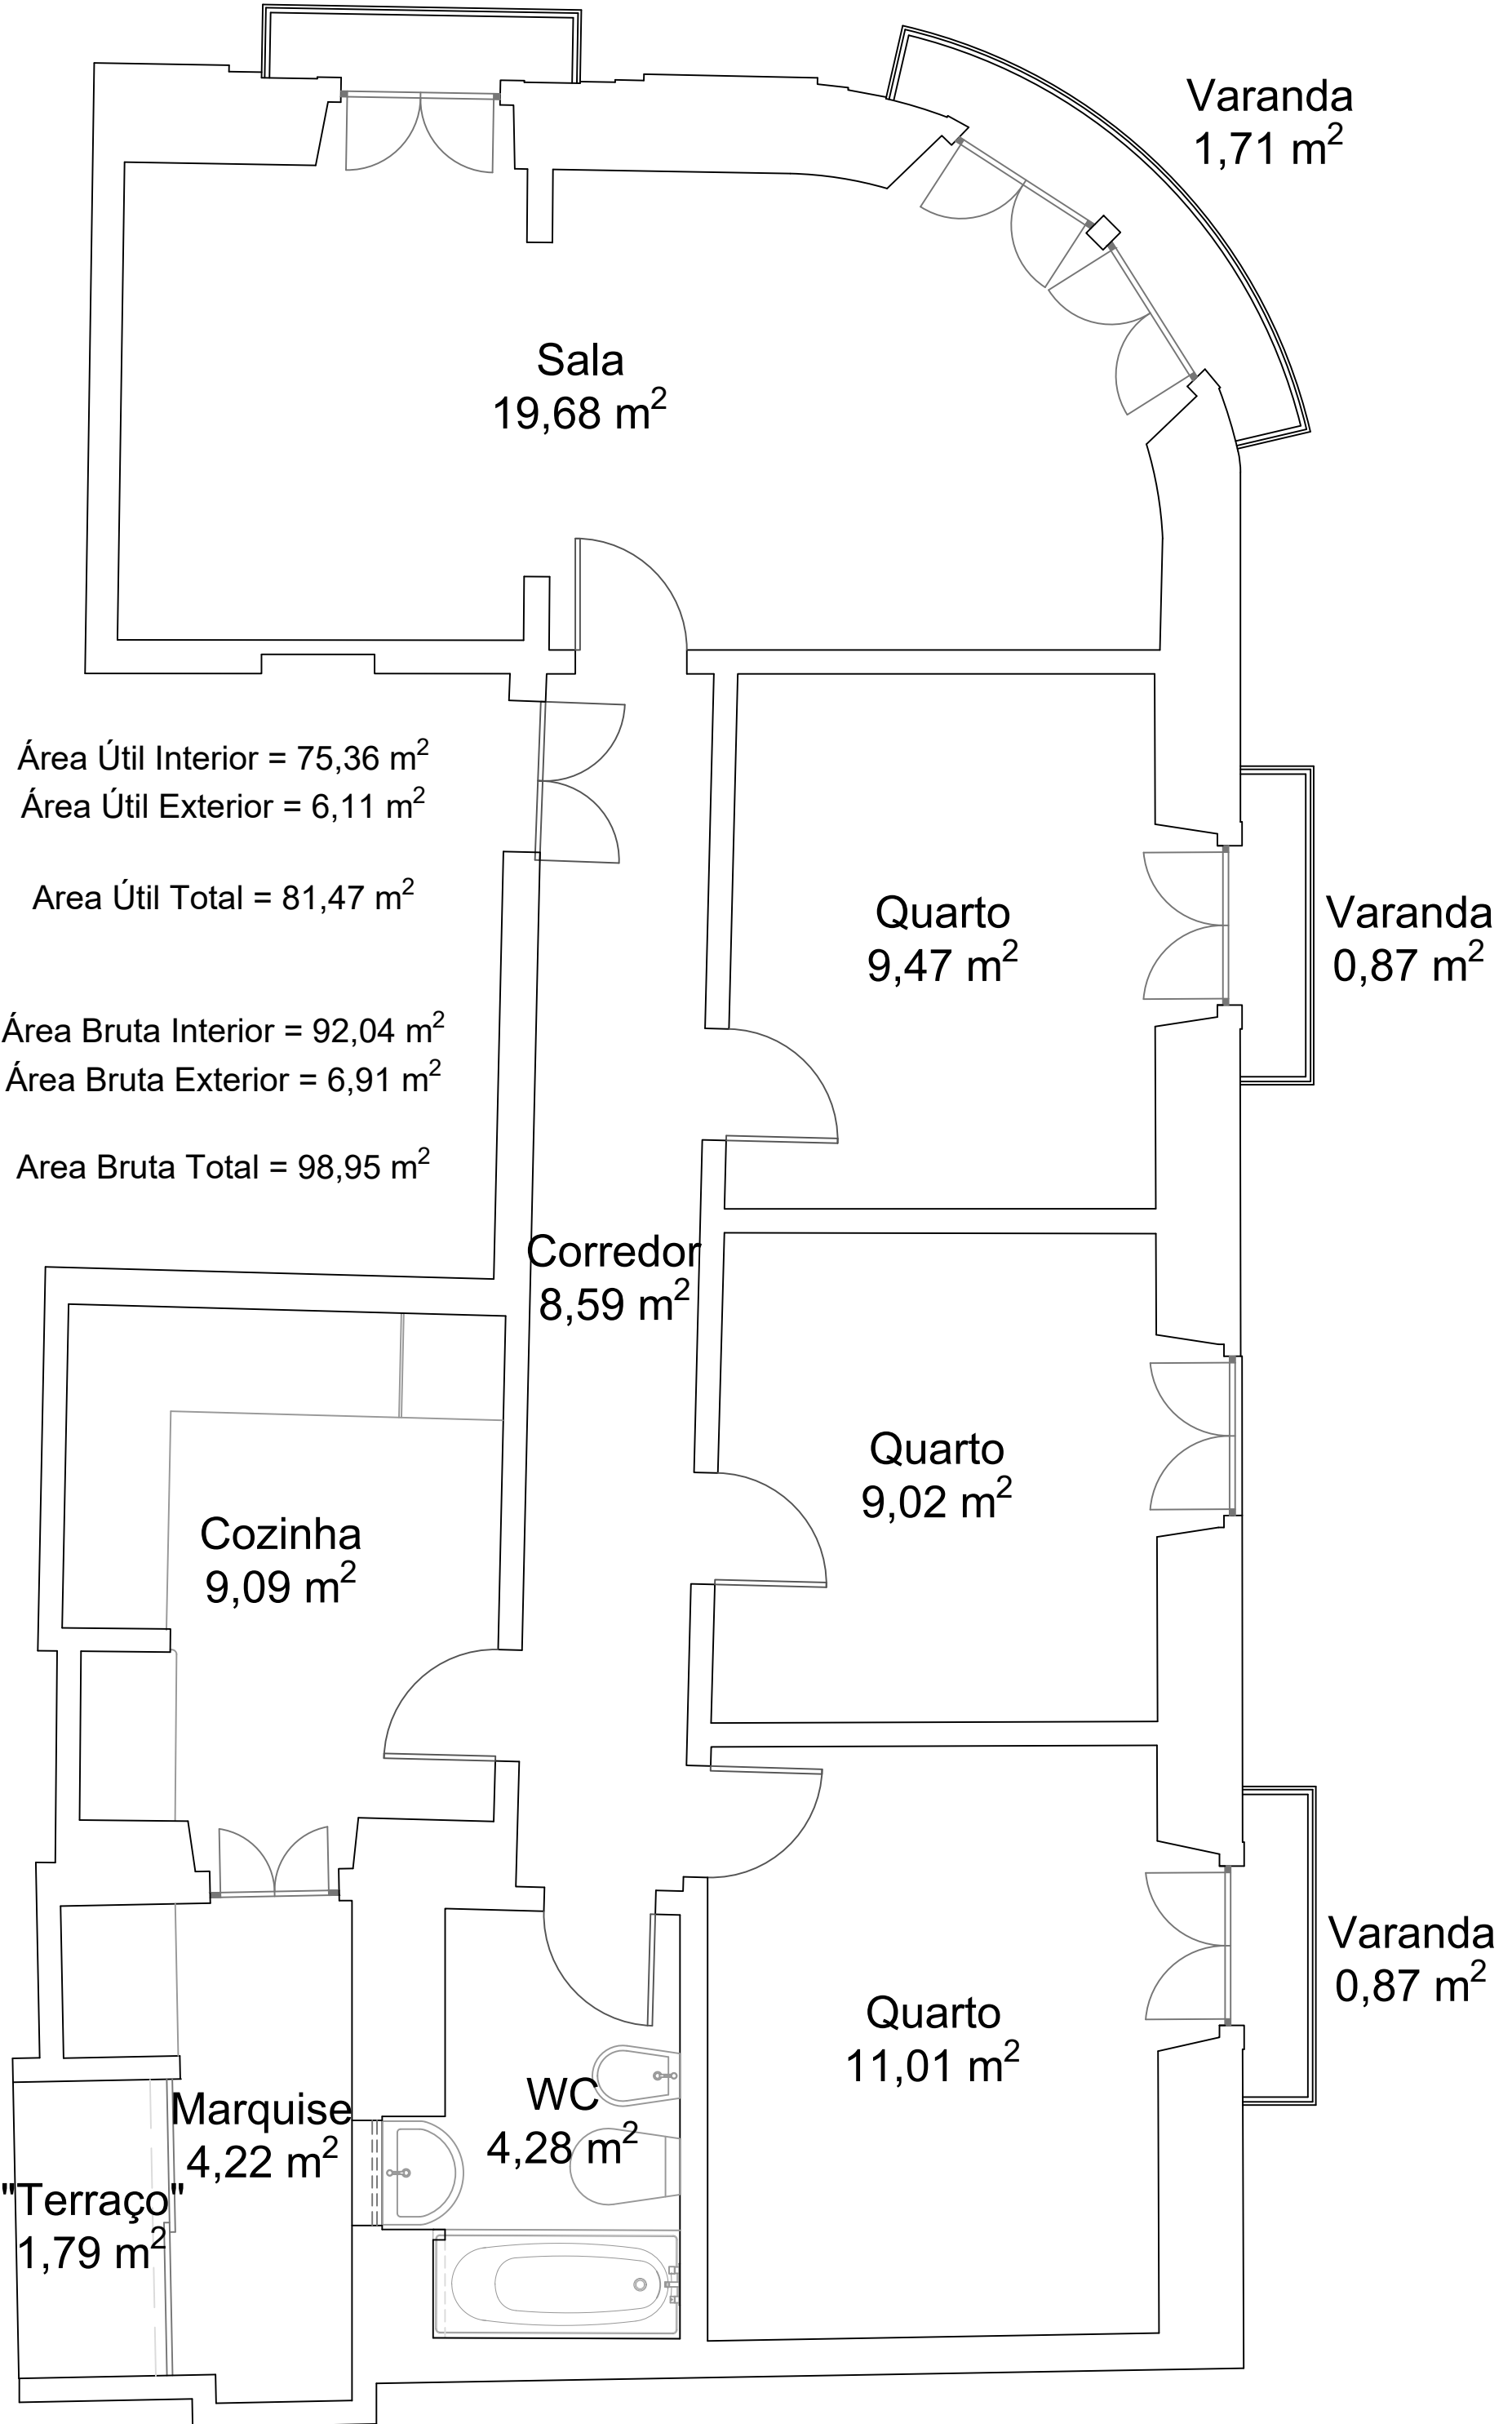 Varanda
1,71 m²
Sala
19,68 m²
Área Útil Interior = 75,36 m²
Área Útil Exterior = 6,11 m²
Area Útil Total = 81,47 m²
Área Bruta Interior = 92,04 m²
Área Bruta Exterior = 6,91 m²
Area Bruta Total = 98,95 m²
Quarto
9,47 m²
Varanda
0,87 m²
Corredor
8,59 m²
Quarto
9,02 m²
Cozinha
9,09 m²
Quarto
11,01 m²
Varanda
0,87 m²
WC
4,28 m²
Marquise
4,22 m²
"Terraço"
1,79 m²